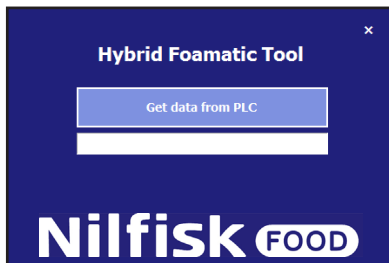 ×
Hybrid Foamatic Tool
Get data from PLC
Nilfisk FOOD